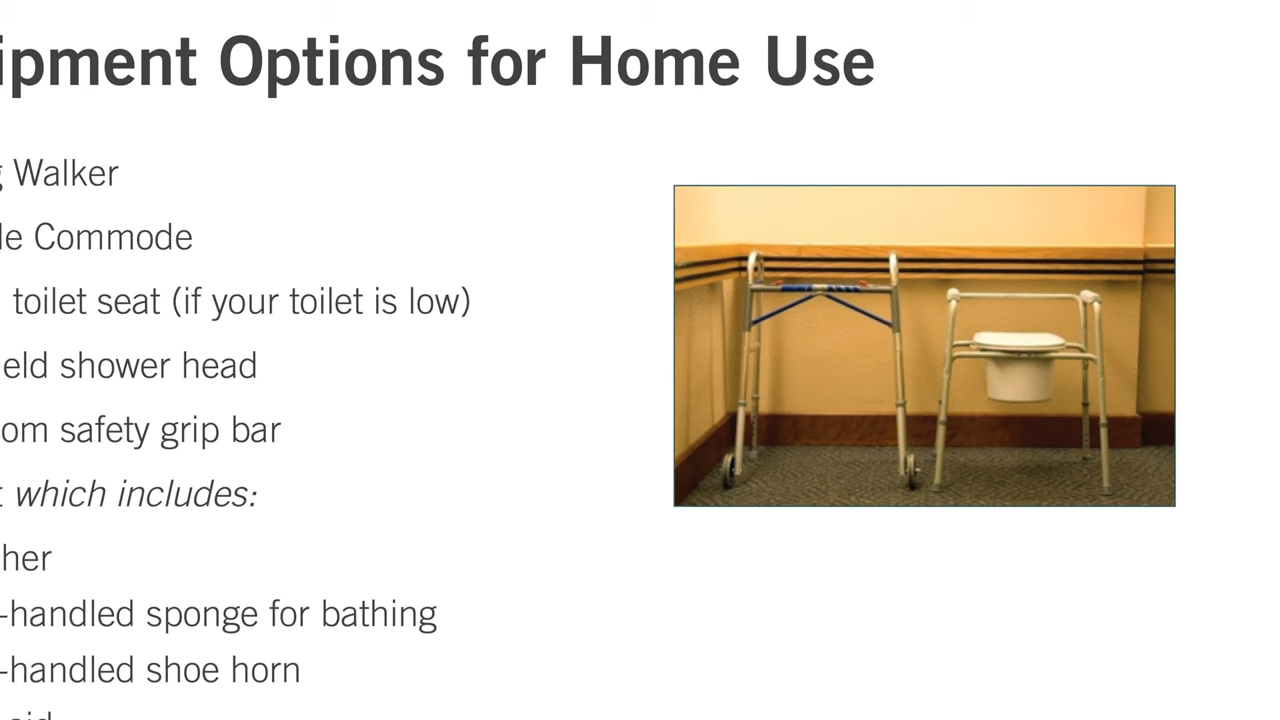 ipment Options for Home Use
g Walker
le Commode
toilet seat (if your toilet is low)
eld shower head
om safety grip bar
t which includes:
her
-handled sponge for bathing
-handled shoe horn
aid